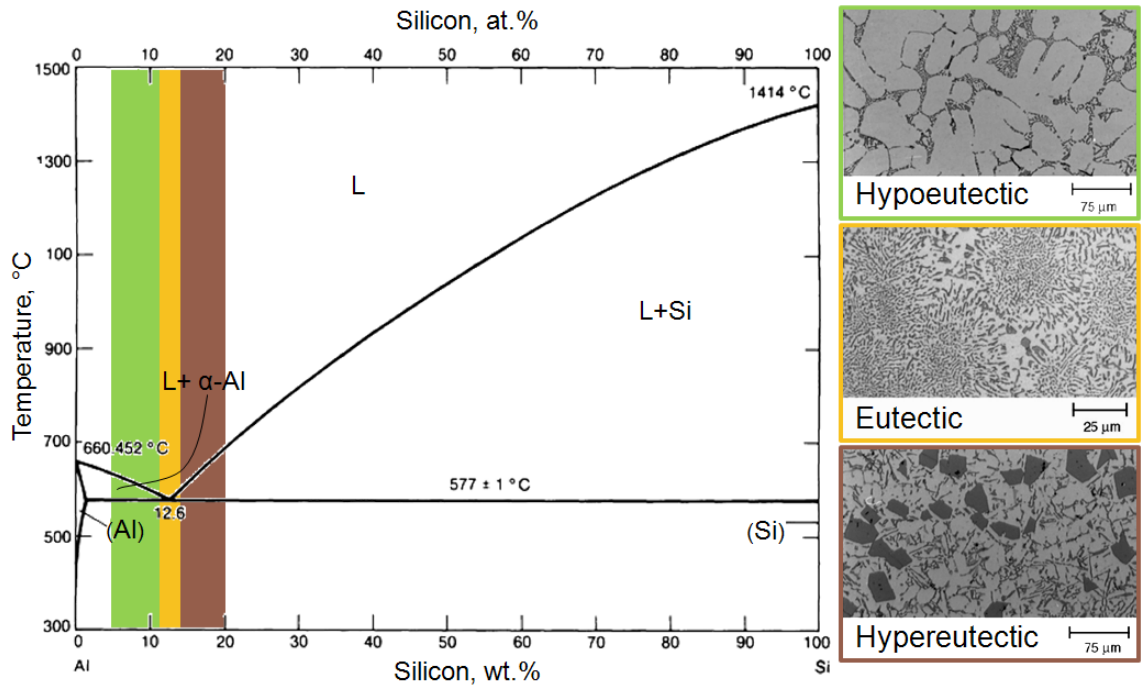 Silicon, at.%
0 10 20 30 40 50 60 70 80 90 100
1500
1414 °C
1300
L
100
L+Si
900
L+ α-Al
700
660.452 °C
577 ± 1 °C
12.6
(Al)
(Si)
500
300
Temperature, °C
0 10 20 30 40 50 60 70 80 90 100
Al
Silicon, wt.%
Si
Hypoeutectic
75 μm
Eutectic
25 μm
Hypereutectic
75 μm